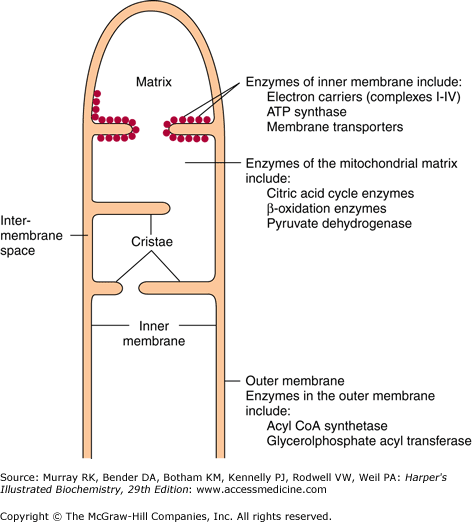 Matrix
Enzymes of inner membrane include:
Electron carriers (complexes I-IV)
ATP synthase
Membrane transporters
Enzymes of the mitochondrial matrix
include:
Citric acid cycle enzymes
β-oxidation enzymes
Pyruvate dehydrogenase
Inter-
membrane
space
Cristae
Inner
membrane
Outer membrane
Enzymes in the outer membrane
include:
Acyl CoA synthetase
Glycerolphosphate acyl transferase
Source: Murray RK, Bender DA, Botham KM, Kennelly PJ, Rodwell VW, Weil PA: Harper's
Illustrated Biochemistry, 29th Edition: www.accessmedicine.com
Copyright © The McGraw-Hill Companies, Inc. All rights reserved.